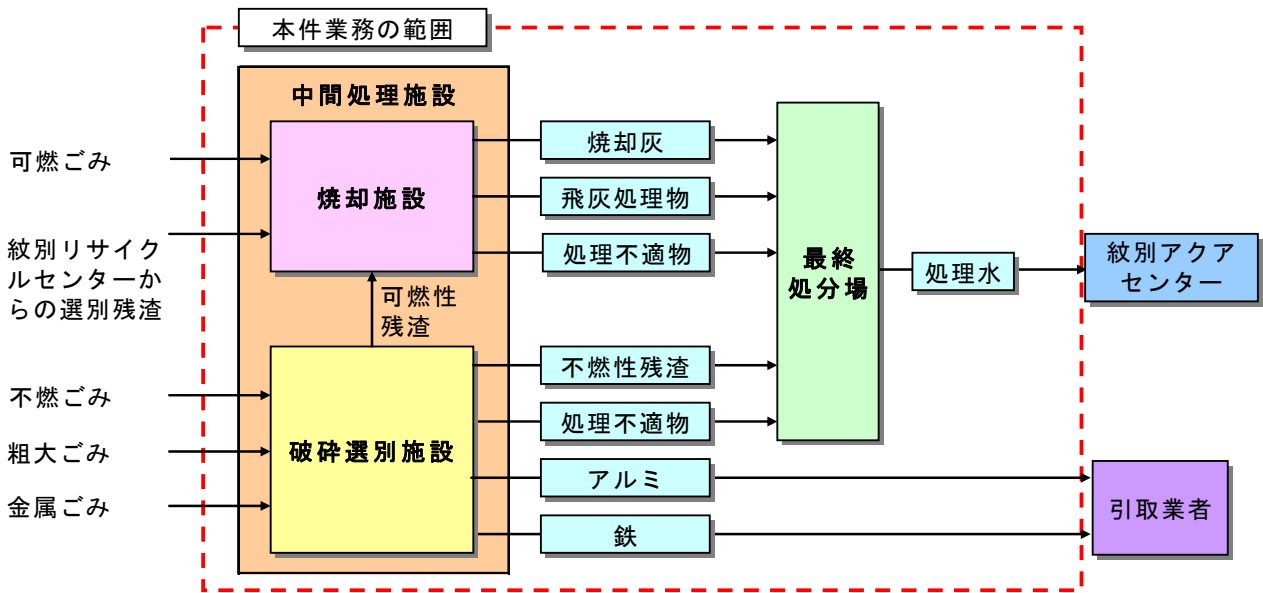 本件業務の範囲
中間処理施設
可燃ごみ
紋別リサイク
ルセンターか
らの選別残渣
焼却施設
焼却灰
飛灰処理物
処理不適物
可燃性
残渣
不燃ごみ
粗大ごみ
金属ごみ
破砕選別施設
不燃性残渣
処理不適物
アルミ
鉄
最終
処分場
処理水
紋別アクア
センター
引取業者